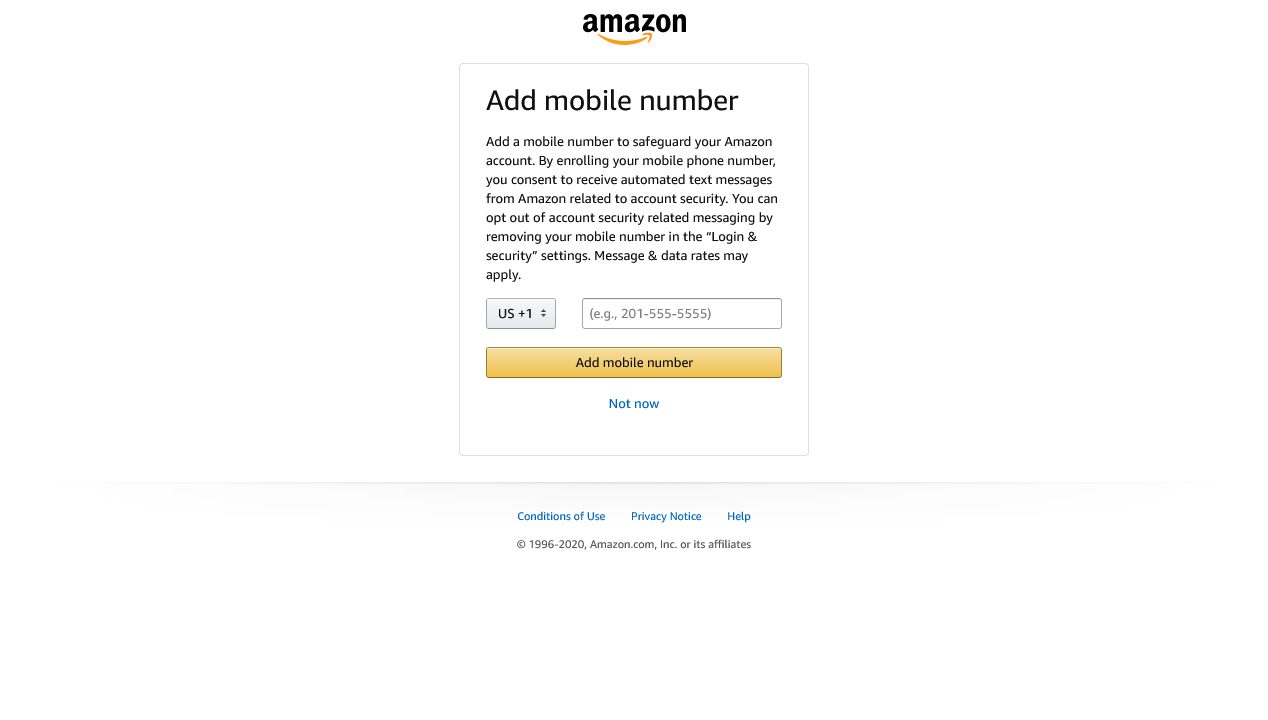 amazon
Add mobile number
Add a mobile number to safeguard your Amazon
account. By enrolling your mobile phone number,
you consent to receive automated text messages
from Amazon related to account security. You can
opt out of account security related messaging by
removing your mobile number in the “Login &
security” settings. Message & data rates may
apply.
US +1 (e.g., 201-555-5555)
Add mobile number
Not now
Conditions of Use Privacy Notice Help
© 1996-2020, Amazon.com, Inc. or its affiliates